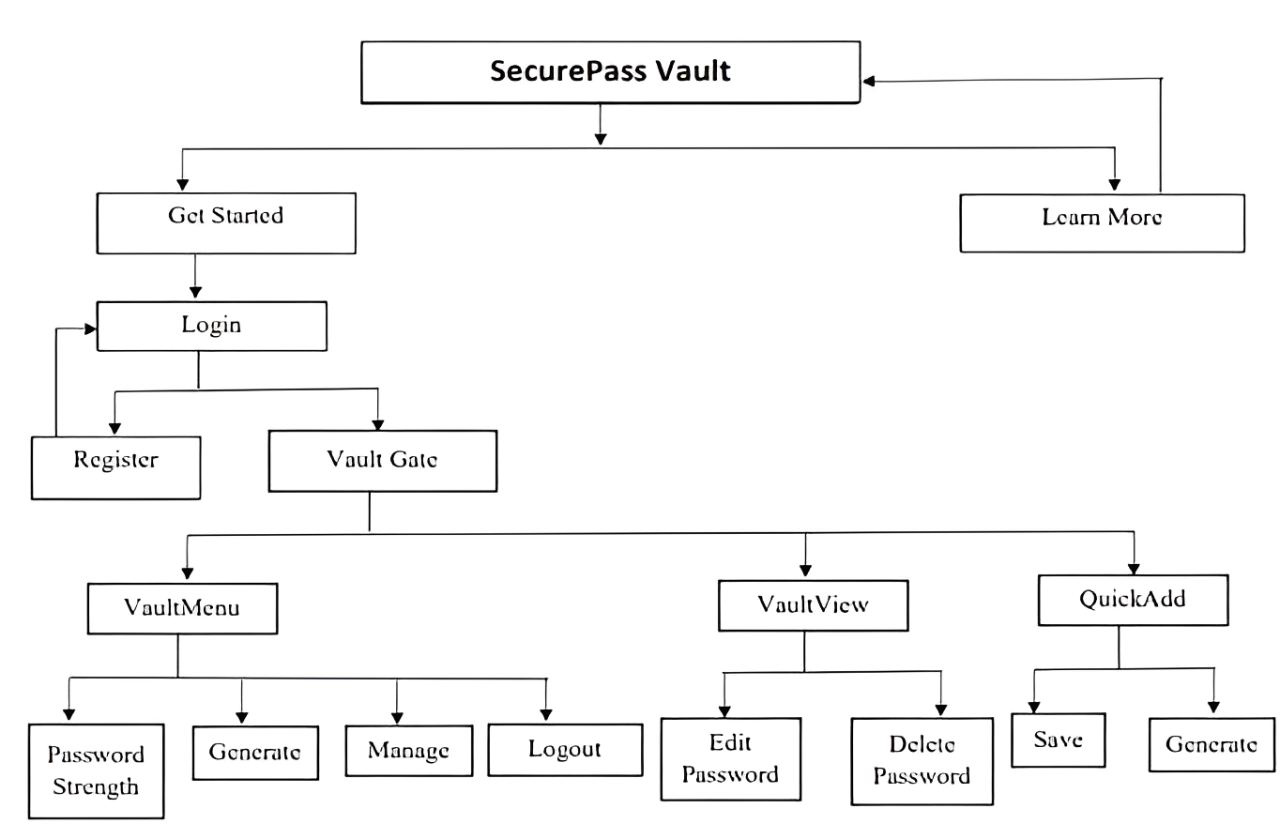 SecurePass Vault
Get Started
Learn More
Login
Register
Vault Gate
VaultMenu
VaultView
QuickAdd
Password
Strength
Generate
Manage
Logout
Edit
Password
Delete
Password
Save
Generate